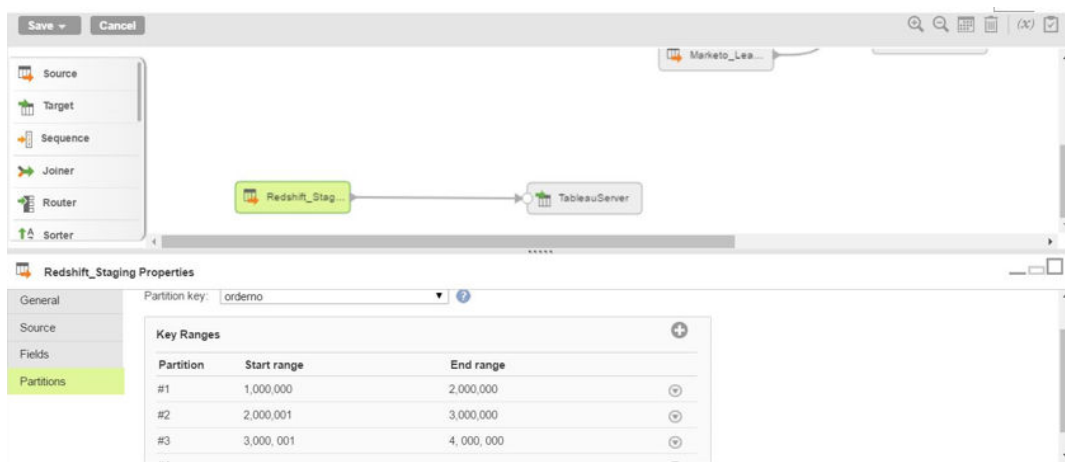 Save Cancel
(x)
Marketo_Lea...
Source
Target
Sequence
Joiner
Redshift_Stag...
TableauServer
Router
Sorter
Redshift_Staging Properties
General
Partition key: orderno
?
Source
Key Ranges
Fields
Partition Start range End range
Partitions
#1 1,000,000 2,000,000
#2 2,000,001 3,000,000
#3 3,000, 001 4, 000, 000